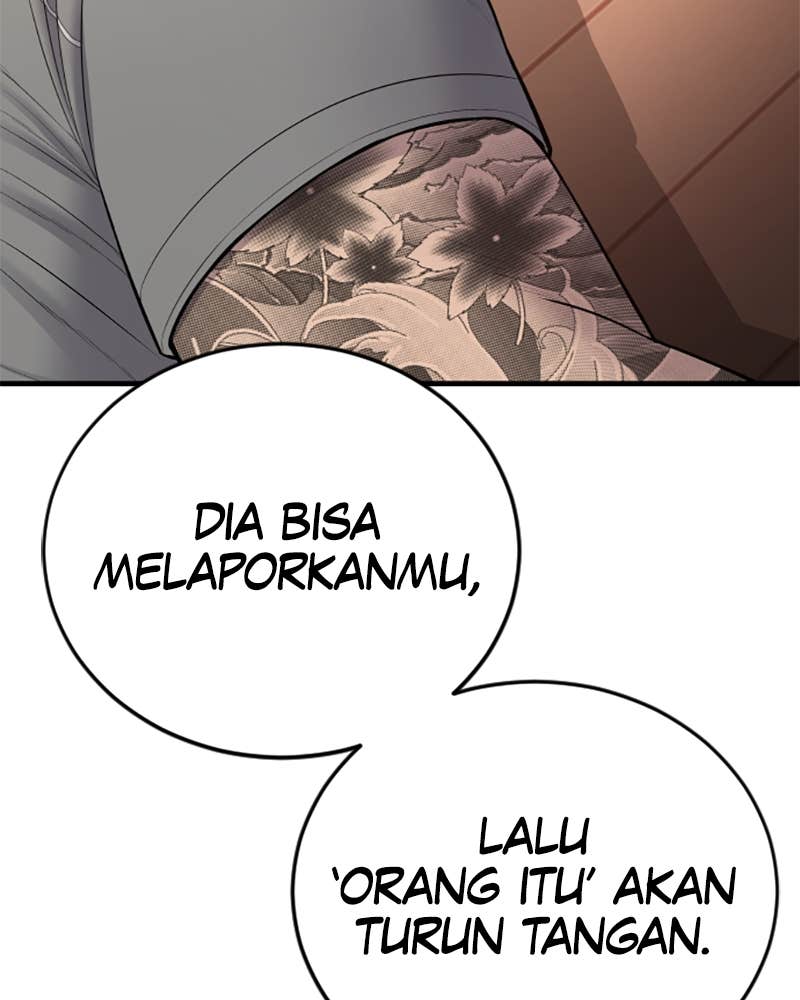 DIA BISA
MELAPORKANMU,
LALU
'ORANG ITU' AKAN
TURUN TANGAN.